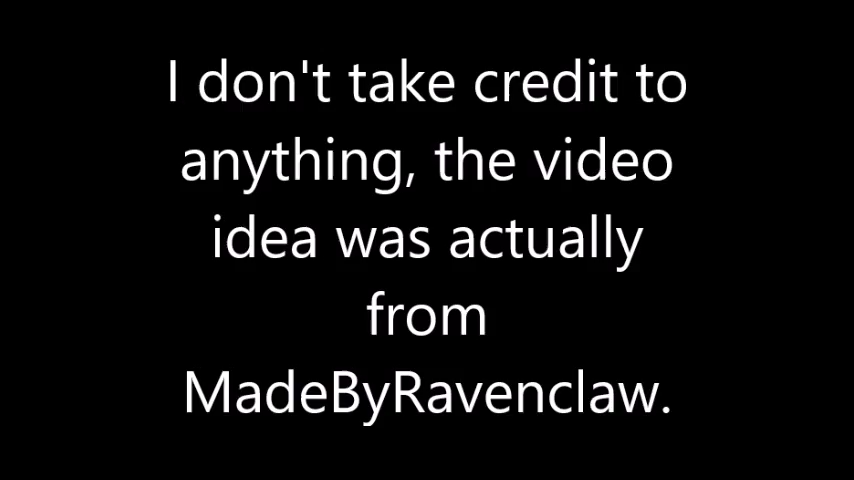 I don't take credit to
anything, the video
idea was actually
from
MadeByRavenclaw.